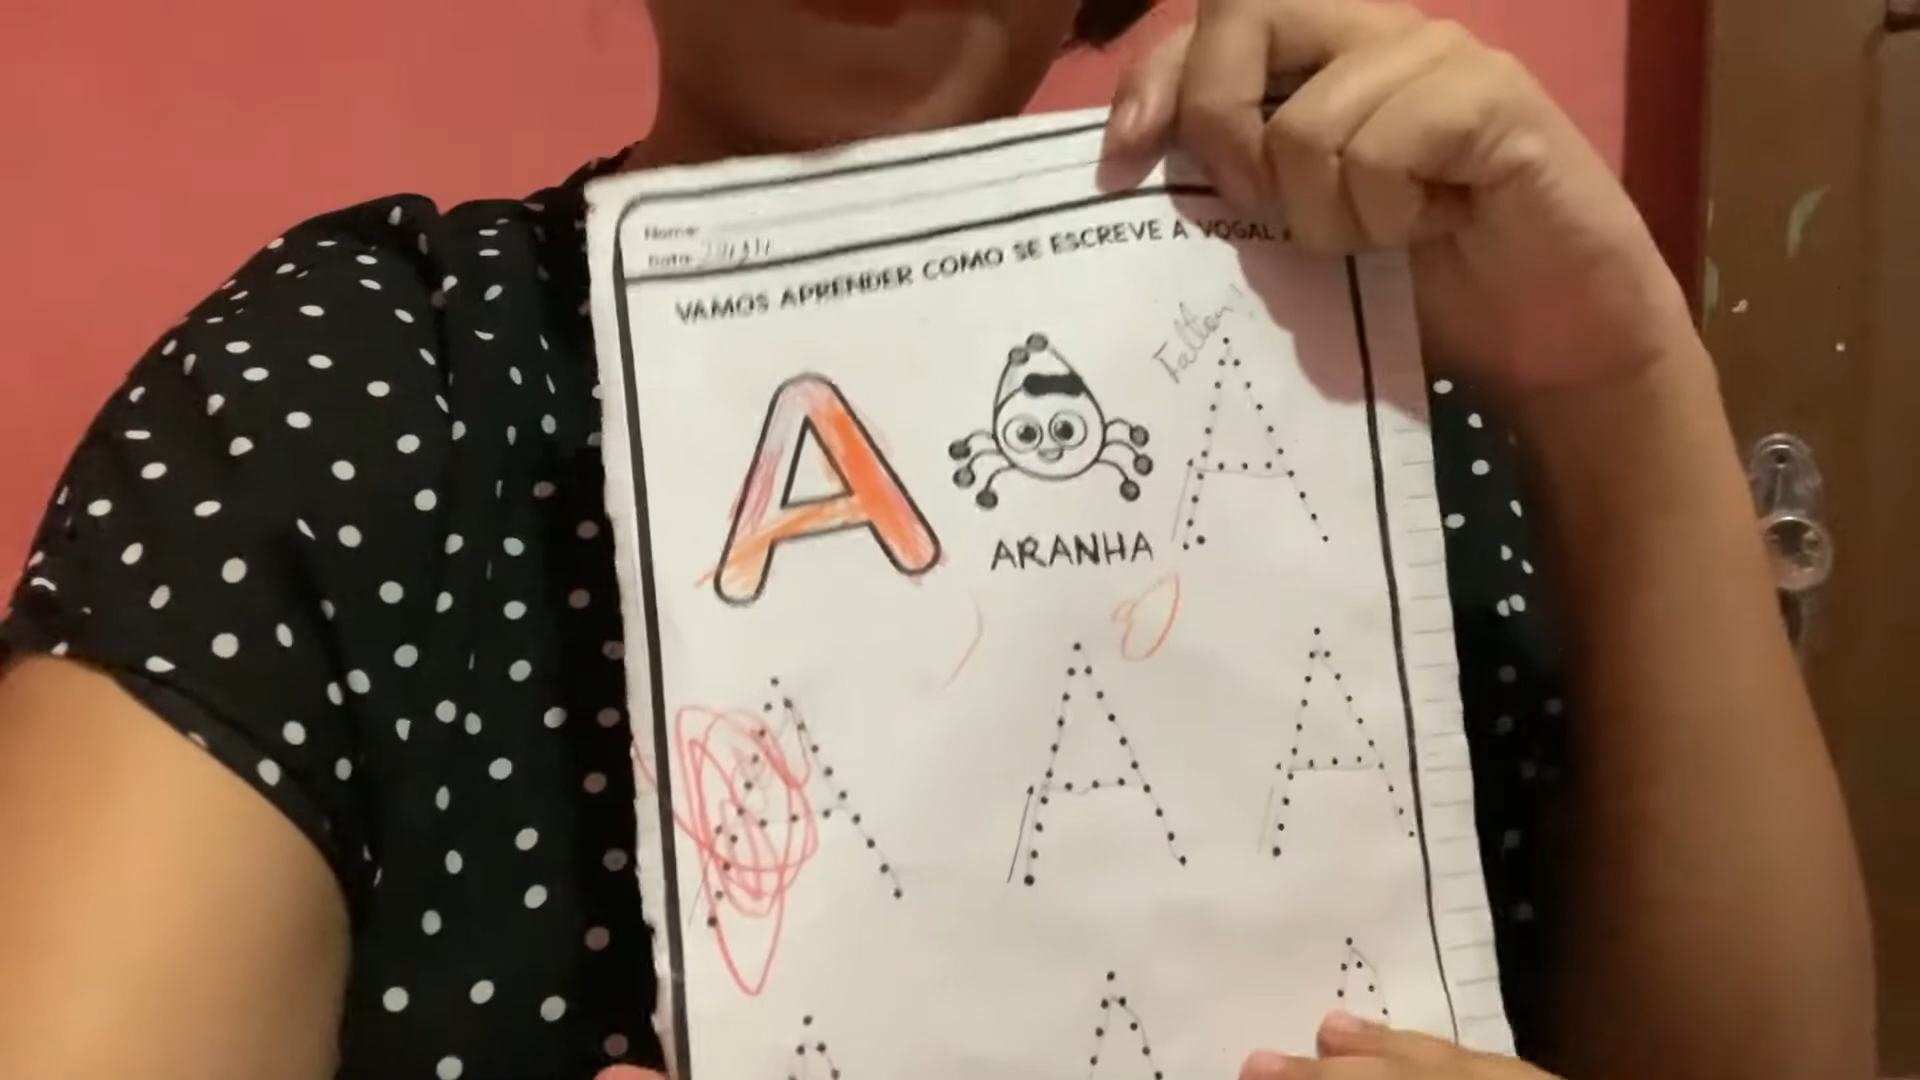 Nome:
Data:
VAMOS APRENDER COMO SE ESCREVE A VOGAL
A
ARANHA
A
A A A
A A A